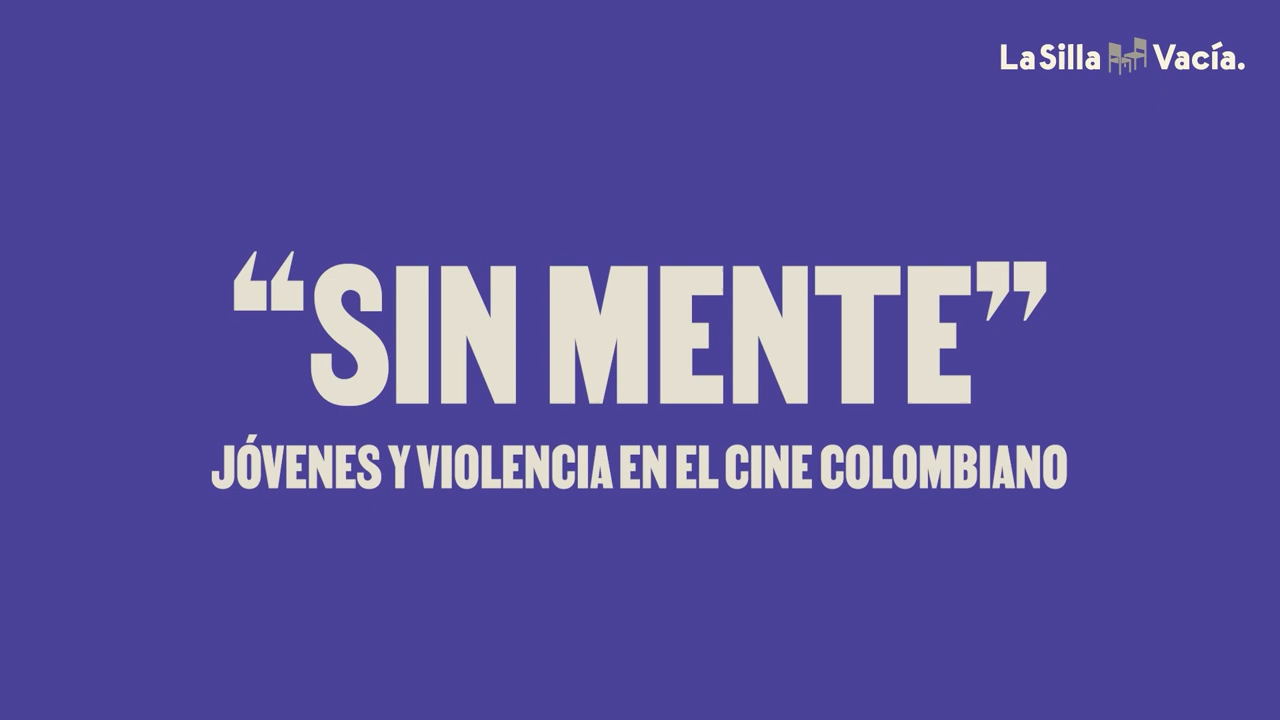 La Silla Vacía.
“SIN MENTE”
JÓVENES Y VIOLENCIA EN EL CINE COLOMBIANO